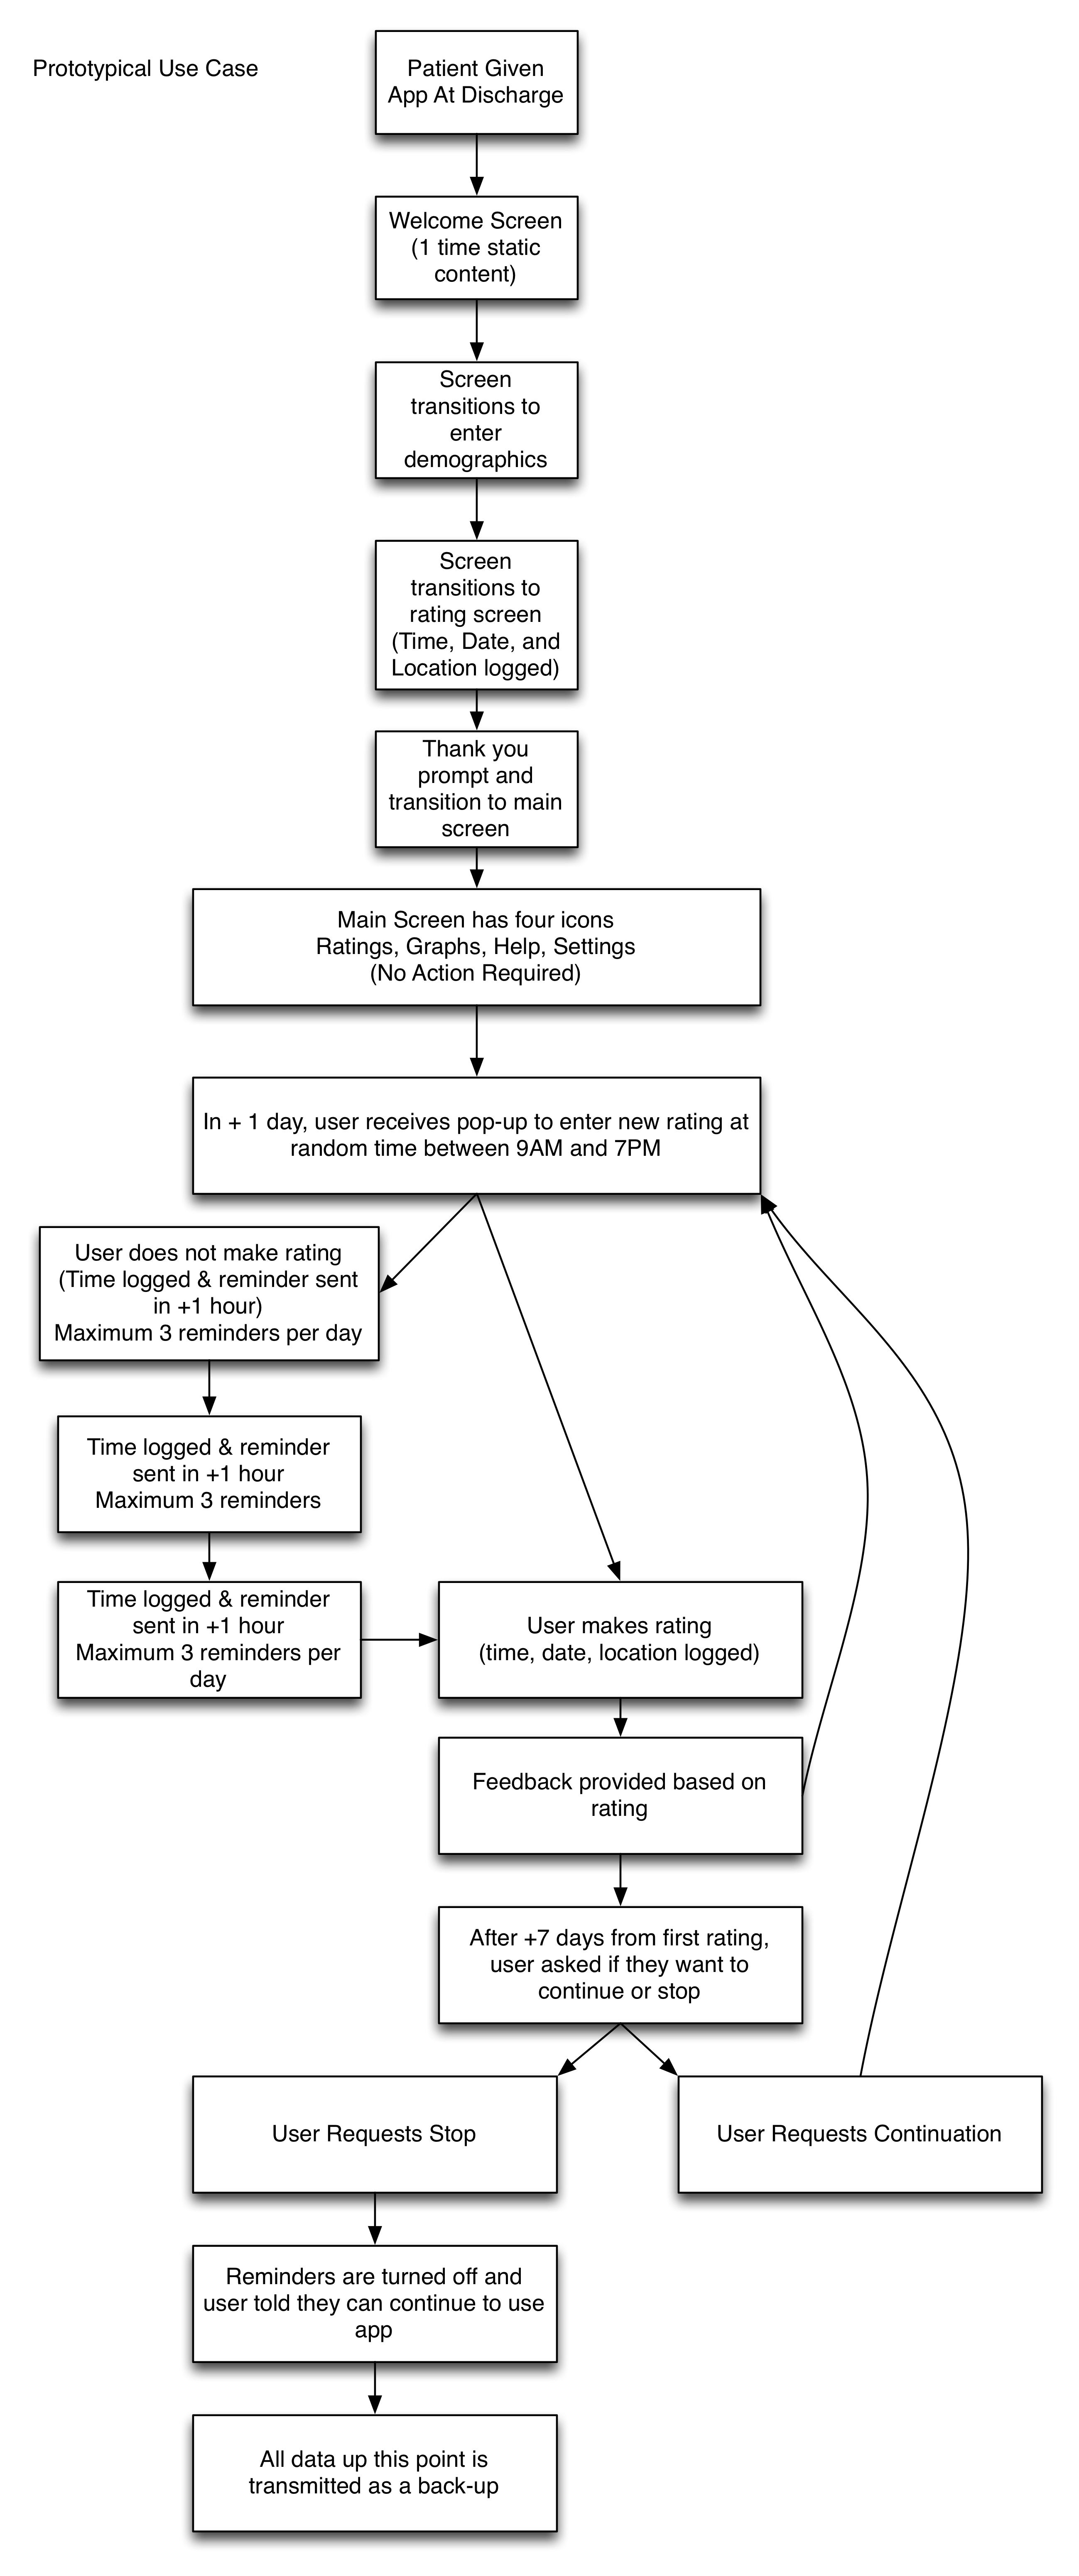 Prototypical Use Case
Patient Given
App At Discharge
Welcome Screen
(1 time static
content)
Screen
transitions to
enter
demographics
Screen
transitions to
rating screen
(Time, Date, and
Location logged)
Thank you
prompt and
transition to main
screen
Main Screen has four icons
Ratings, Graphs, Help, Settings
(No Action Required)
In + 1 day, user receives pop-up to enter new rating at
random time between 9AM and 7PM
User does not make rating
(Time logged & reminder sent
in +1 hour)
Maximum 3 reminders per day
Time logged & reminder
sent in +1 hour
Maximum 3 reminders
Time logged & reminder
sent in +1 hour
Maximum 3 reminders per
day
User makes rating
(time, date, location logged)
Feedback provided based on
rating
After +7 days from first rating,
user asked if they want to
continue or stop
User Requests Stop
User Requests Continuation
Reminders are turned off and
user told they can continue to use
app
All data up this point is
transmitted as a back-up